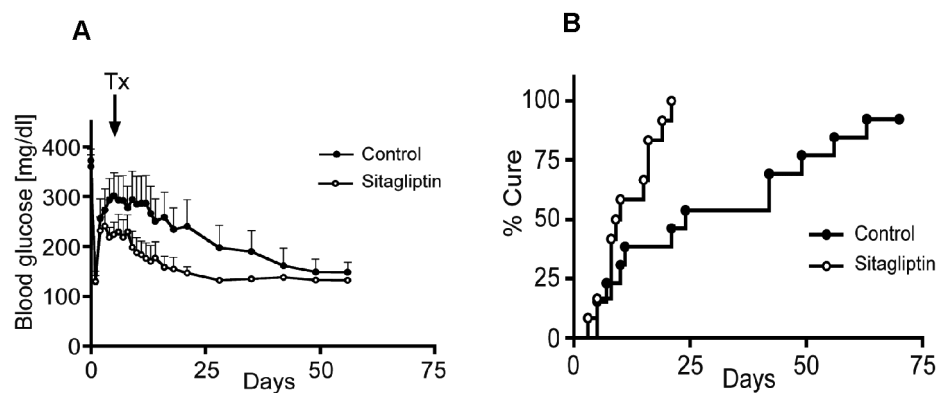 A
Tx
Blood glucose [mg/dl]
400
300
200
100
0
0
25
50
75
Days
Control
Sitagliptin
B
% Cure
100
75
50
25
0
0
25
50
75
Days
Control
Sitagliptin